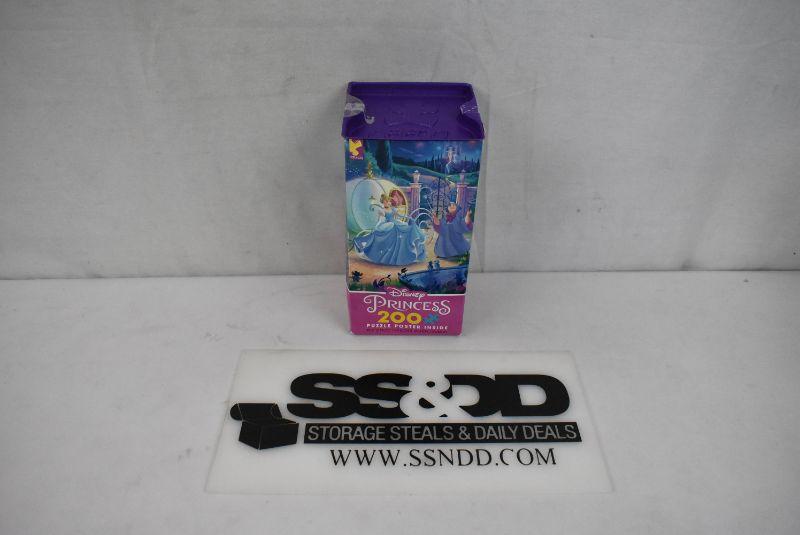 Disney
PRINCESS
200
PUZZLE POSTER INSIDE
SS&DD
STORAGE STEALS & DAILY DEALS
WWW.SSNDD.COM